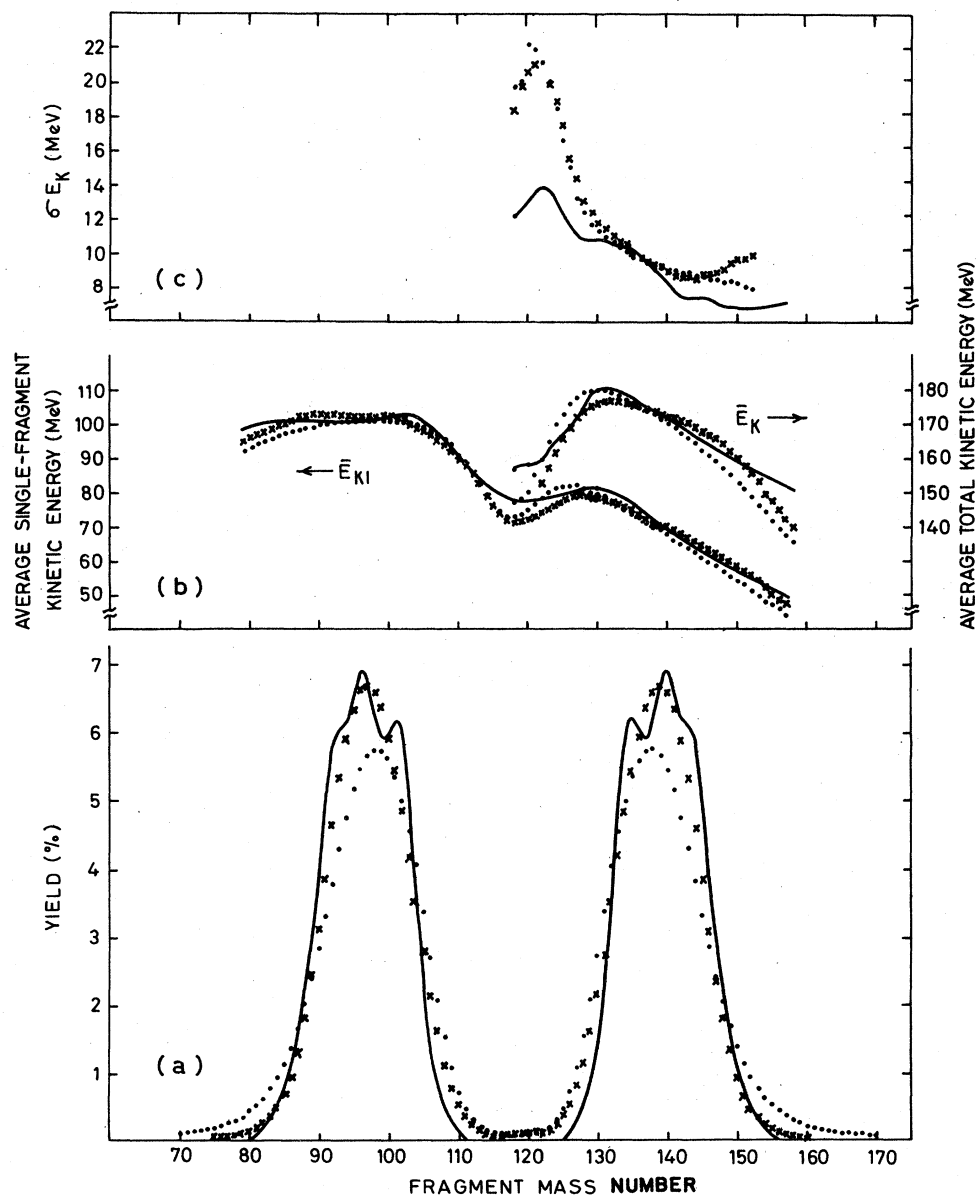 22
20
18
16
14
12
10
8
σE_K (MeV)
(c)
110
100
90
80
70
60
50
AVERAGE SINGLE-FRAGMENT
KINETIC ENERGY (MeV)
Ē_K1
Ē_K
(b)
180
170
160
150
140
AVERAGE TOTAL KINETIC ENERGY (MeV)
7
6
5
4
3
2
1
YIELD (%)
(a)
70 80 90 100 110 120 130 140 150 160 170
FRAGMENT MASS NUMBER